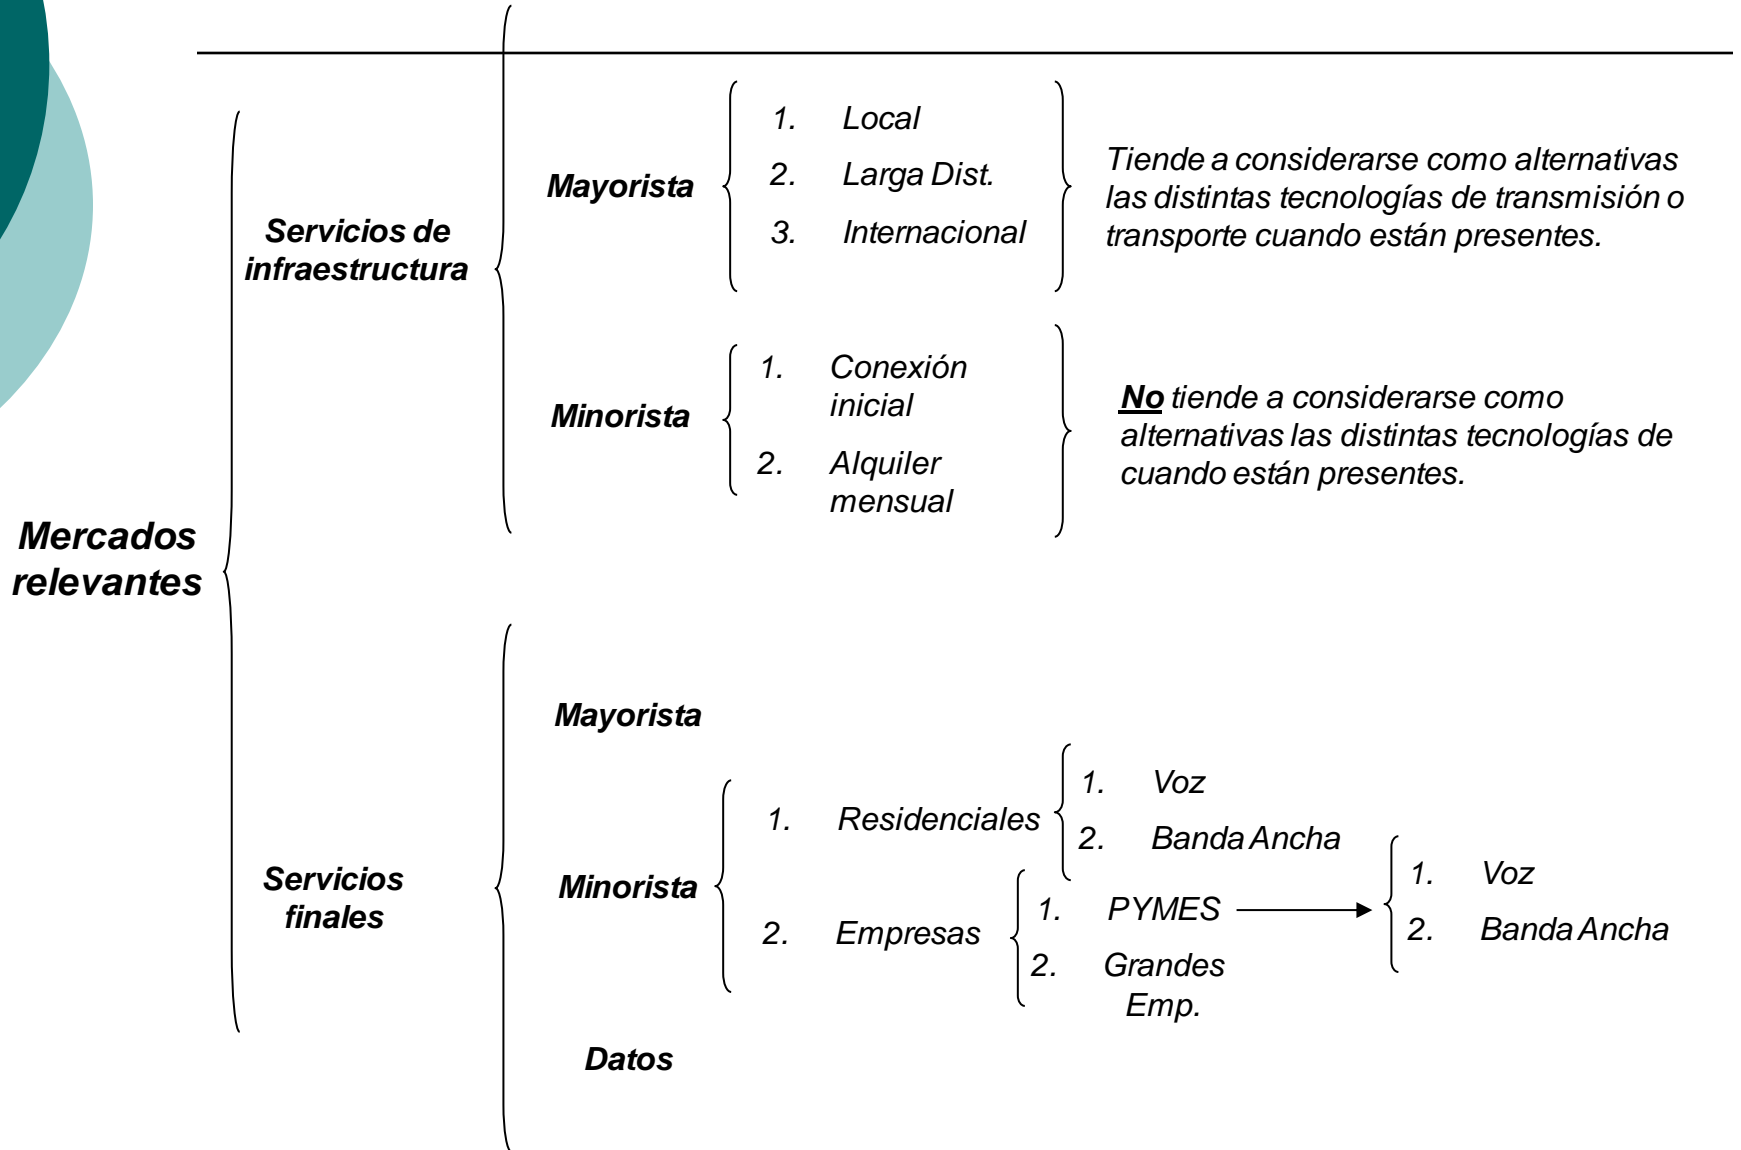 Mercados
relevantes
Servicios de
infraestructura
Mayorista
1. Local
2. Larga Dist.
3. Internacional
Tiende a considerarse como alternativas
las distintas tecnologías de transmisión o
transporte cuando están presentes.
Minorista
1. Conexión
inicial
2. Alquiler
mensual
No tiende a considerarse como
alternativas las distintas tecnologías de
cuando están presentes.
Servicios
finales
Mayorista
Minorista
1. Residenciales
1. Voz
2. Banda Ancha
2. Empresas
1. PYMES
2. Grandes
Emp.
1. Voz
2. Banda Ancha
Datos